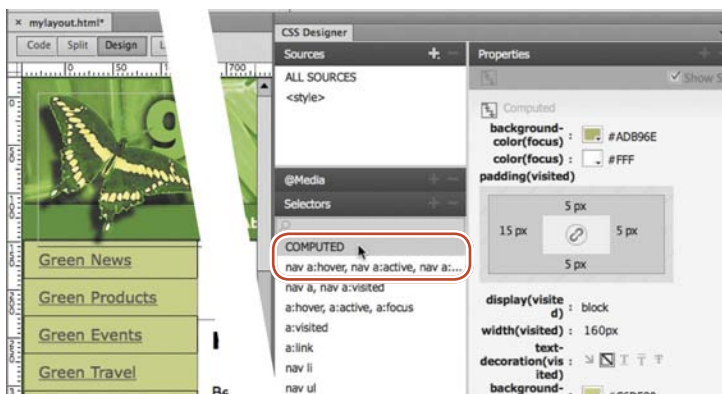 × mylayout.html*
Code Split Design
CSS Designer
Sources
Properties
ALL SOURCES
<style>
Show S
Computed
background-color(focus) : #ADB96E
color(focus) : #FFF
padding(visited)
5 px
15 px
5 px
5 px
@Media
Selectors
COMPUTED
nav a:hover, nav a:active, nav a:...
nav a, nav a:visited
a:hover, a:active, a:focus
a:visited
a:link
nav li
nav ul
display(visited) : block
width(visited) : 160px
text-decoration(visited) :
background-
0 50 700
9
Green News
Green Products
Green Events
Green Travel